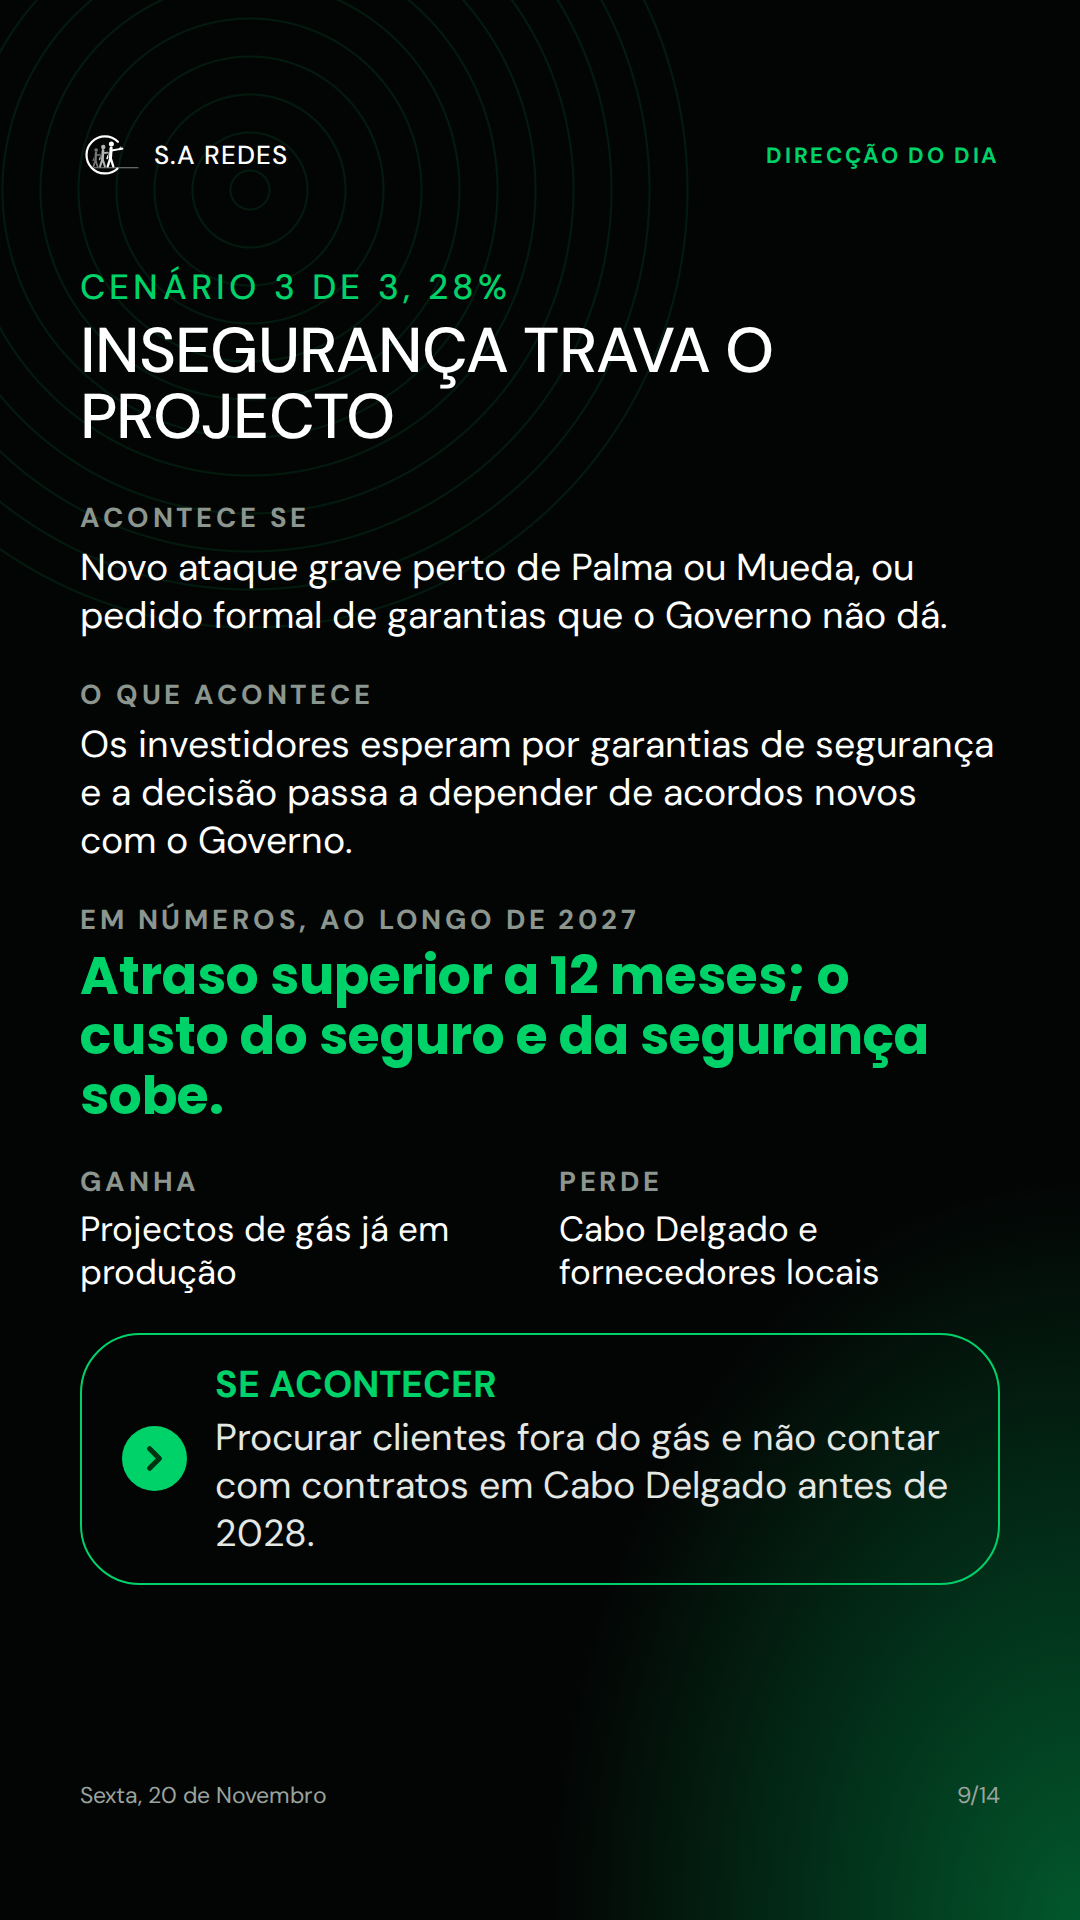 S.A REDES
DIRECÇÃO DO DIA
CENÁRIO 3 DE 3, 28%
INSEGURANÇA TRAVA O
PROJECTO
ACONTECE SE
Novo ataque grave perto de Palma ou Mueda, ou
pedido formal de garantias que o Governo não dá.
O QUE ACONTECE
Os investidores esperam por garantias de segurança
e a decisão passa a depender de acordos novos
com o Governo.
EM NÚMEROS, AO LONGO DE 2027
Atraso superior a 12 meses; o
custo do seguro e da segurança
sobe.
GANHA
Projectos de gás já em
produção
PERDE
Cabo Delgado e
fornecedores locais
SE ACONTECER
Procurar clientes fora do gás e não contar
com contratos em Cabo Delgado antes de
2028.
Sexta, 20 de Novembro
9/14